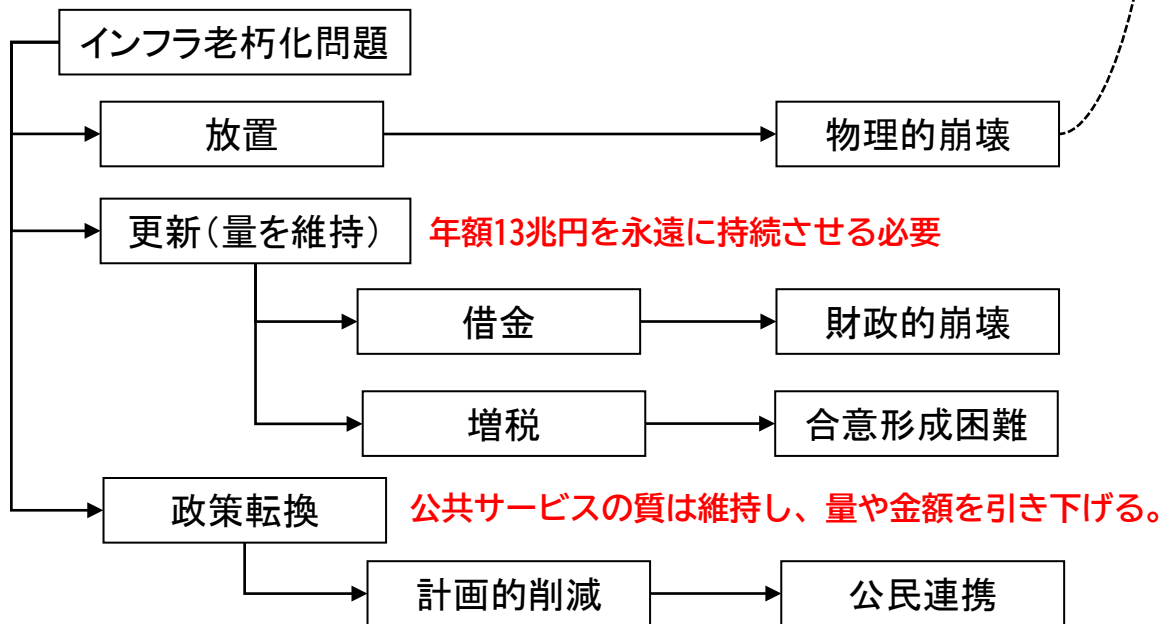 インフラ老朽化問題
放置
物理的崩壊
更新(量を維持)
年額13兆円を永遠に持続させる必要
借金
財政的崩壊
増税
合意形成困難
政策転換
公共サービスの質は維持し、量や金額を引き下げる。
計画的削減
公民連携